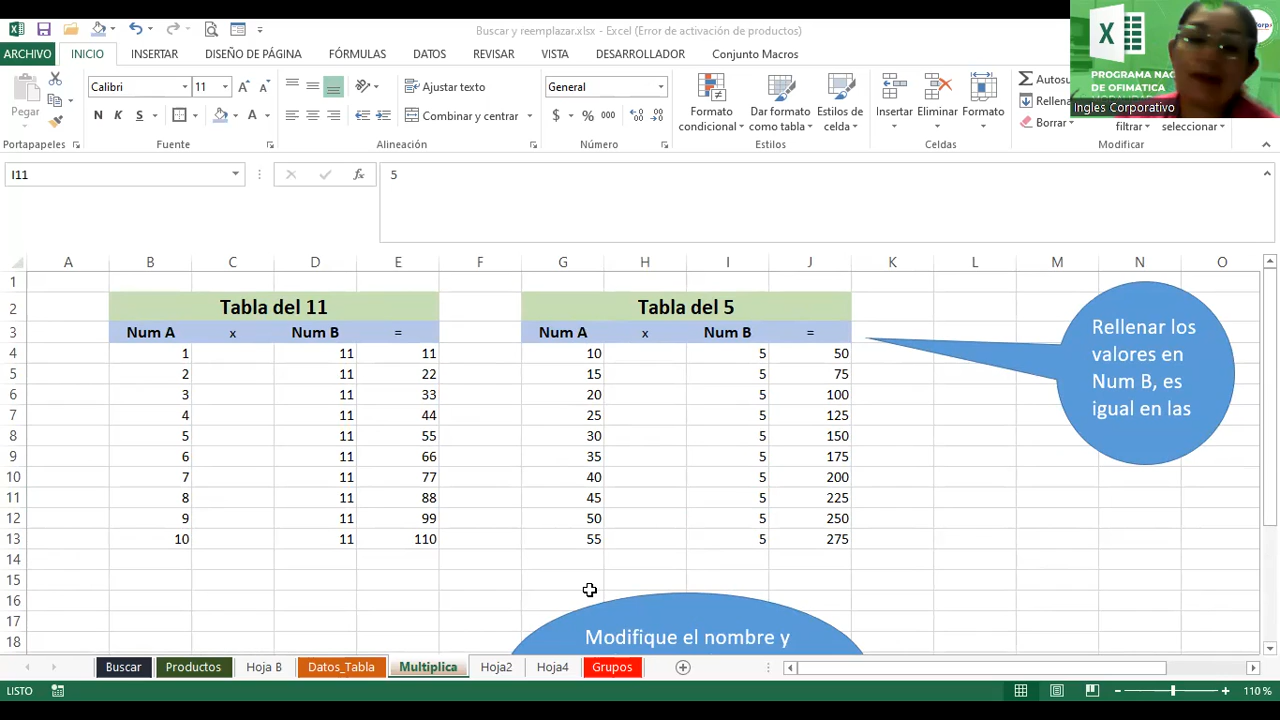 Buscar y reemplazar.xlsx - Excel (Error de activación de productos)
ARCHIVO INICIO INSERTAR DISEÑO DE PÁGINA FÓRMULAS DATOS REVISAR VISTA DESARROLLADOR Conjunto Macros
PROGRAMA NAC
DE OFIMATICA
Ingles Corporativo
Pegar
Calibri 11
N K S
Ajustar texto
Combinar y centrar
General
$ % 000
Formato condicional
Dar formato como tabla
Estilos de celda
Insertar
Eliminar
Formato
Autosu
Rellena
Borrar
filtrar
seleccionar
Portapapeles Fuente Alineación Número Estilos Celdas Modificar
I11 fx 5
A B C D E F G H I J K L M N O
1
2 Tabla del 11 Tabla del 5
3 Num A x Num B = Num A x Num B =
4 1 11 11 10 5 50
5 2 11 22 15 5 75
6 3 11 33 20 5 100
7 4 11 44 25 5 125
8 5 11 55 30 5 150
9 6 11 66 35 5 175
10 7 11 77 40 5 200
11 8 11 88 45 5 225
12 9 11 99 50 5 250
13 10 11 110 55 5 275
14
15
16
17
18
Rellenar los
valores en
Num B, es
igual en las
Modifique el nombre y
Buscar Productos Hoja B Datos_Tabla Multiplica Hoja2 Hoja4 Grupos
LISTO 110 %